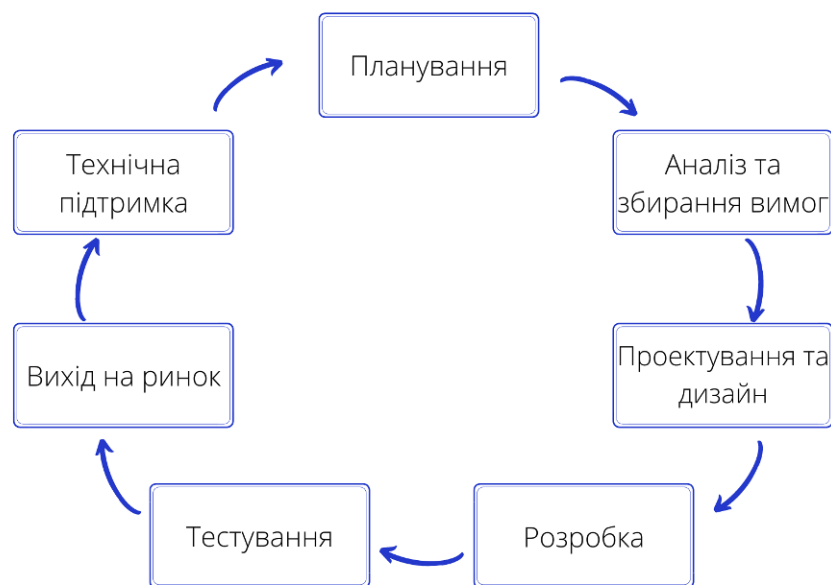 Планування
Аналіз та
збирання вимог
Проектування та
дизайн
Розробка
Тестування
Вихід на ринок
Технічна
підтримка